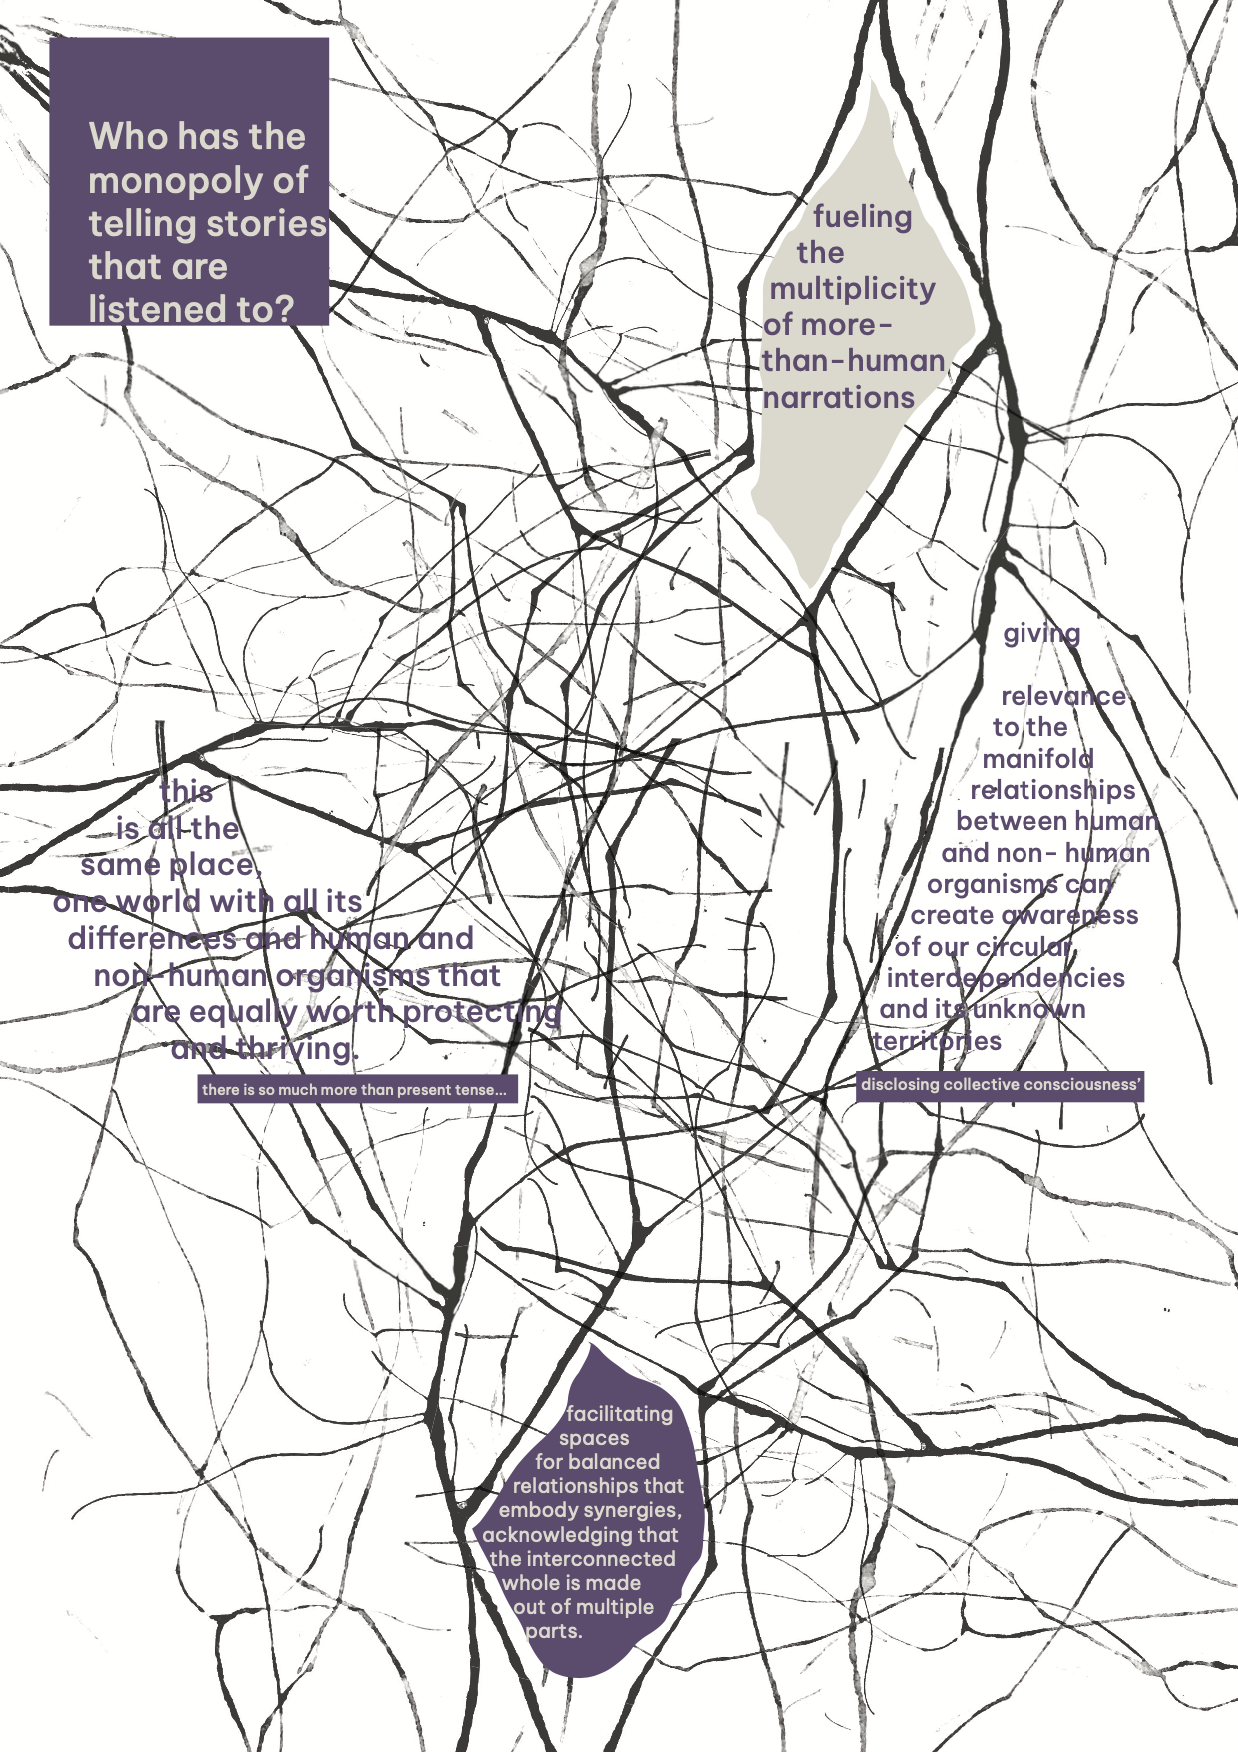 Who has the
monopoly of
telling stories
that are
listened to?
fueling
the
multiplicity
of more-
than-human
narrations
giving
relevance
to the
manifold
relationships
between human
and non- human
organisms can
create awareness
of our circular
interdependencies
and its unknown
territories
disclosing collective consciousness’
this
is all the
same place,
one world with all its
differences and human and
non-human organisms that
are equally worth protecting
and thriving.
there is so much more than present tense...
facilitating
spaces
for balanced
relationships that
embody synergies,
acknowledging that
the interconnected
whole is made
out of multiple
parts.